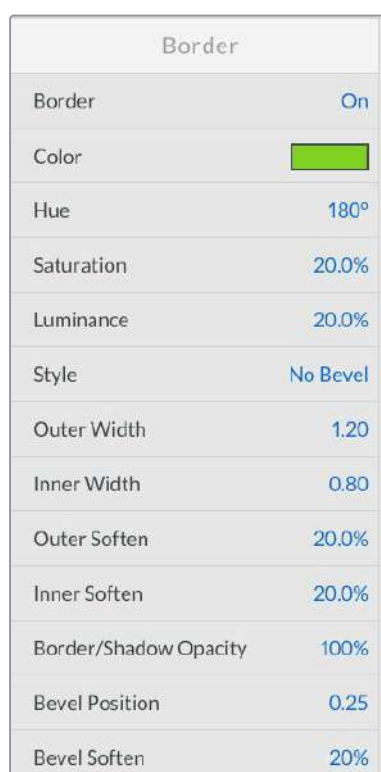 Border
Border On
Color
Hue 180°
Saturation 20.0%
Luminance 20.0%
Style No Bevel
Outer Width 1.20
Inner Width 0.80
Outer Soften 20.0%
Inner Soften 20.0%
Border/Shadow Opacity 100%
Bevel Position 0.25
Bevel Soften 20%